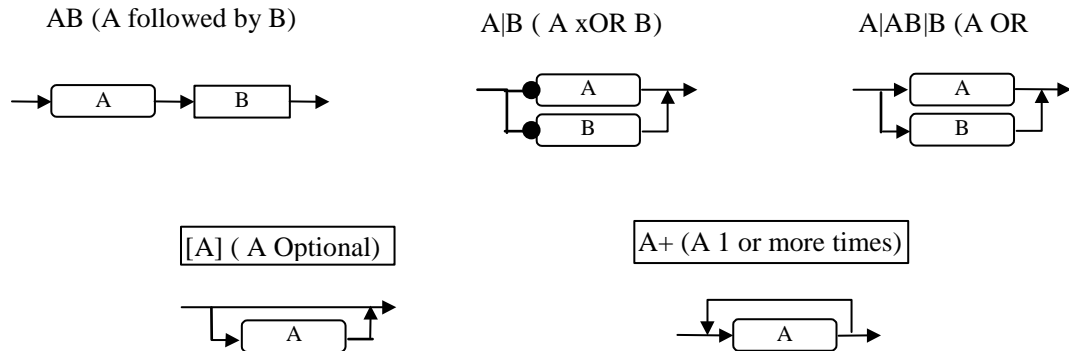 AB (A followed by B)
A|B ( A xOR B)
A|AB|B (A OR
A
B
A
B
A
B
[A] ( A Optional)
A+ (A 1 or more times)
A
A